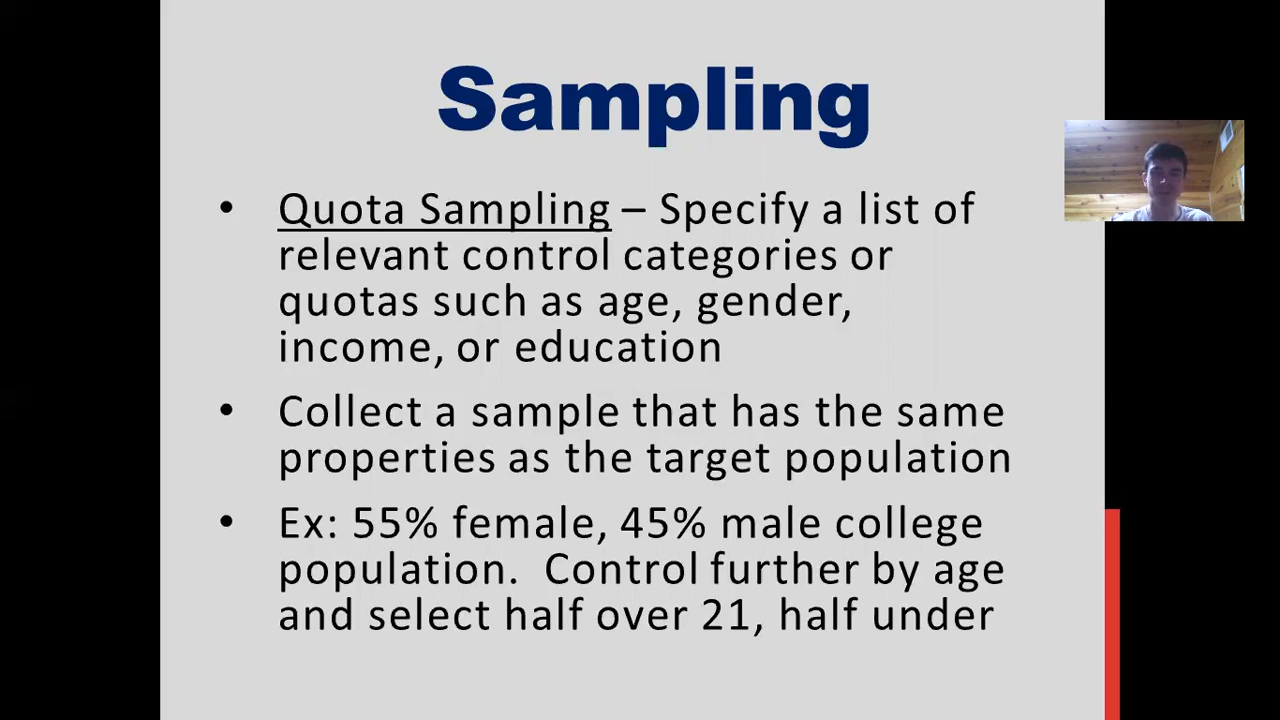 Sampling
• Quota Sampling – Specify a list of
relevant control categories or
quotas such as age, gender,
income, or education
• Collect a sample that has the same
properties as the target population
• Ex: 55% female, 45% male college
population.  Control further by age
and select half over 21, half under